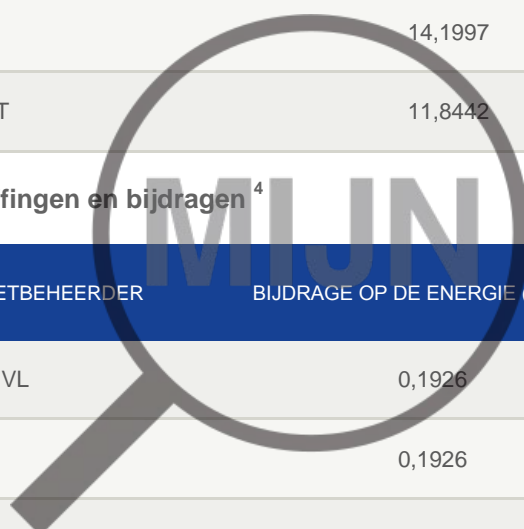 14,1997
T 11,8442
fingen en bijdragen 4
MIJN
ETBEHEERDER BIJDRAGE OP DE ENERGIE (
VL 0,1926
0,1926